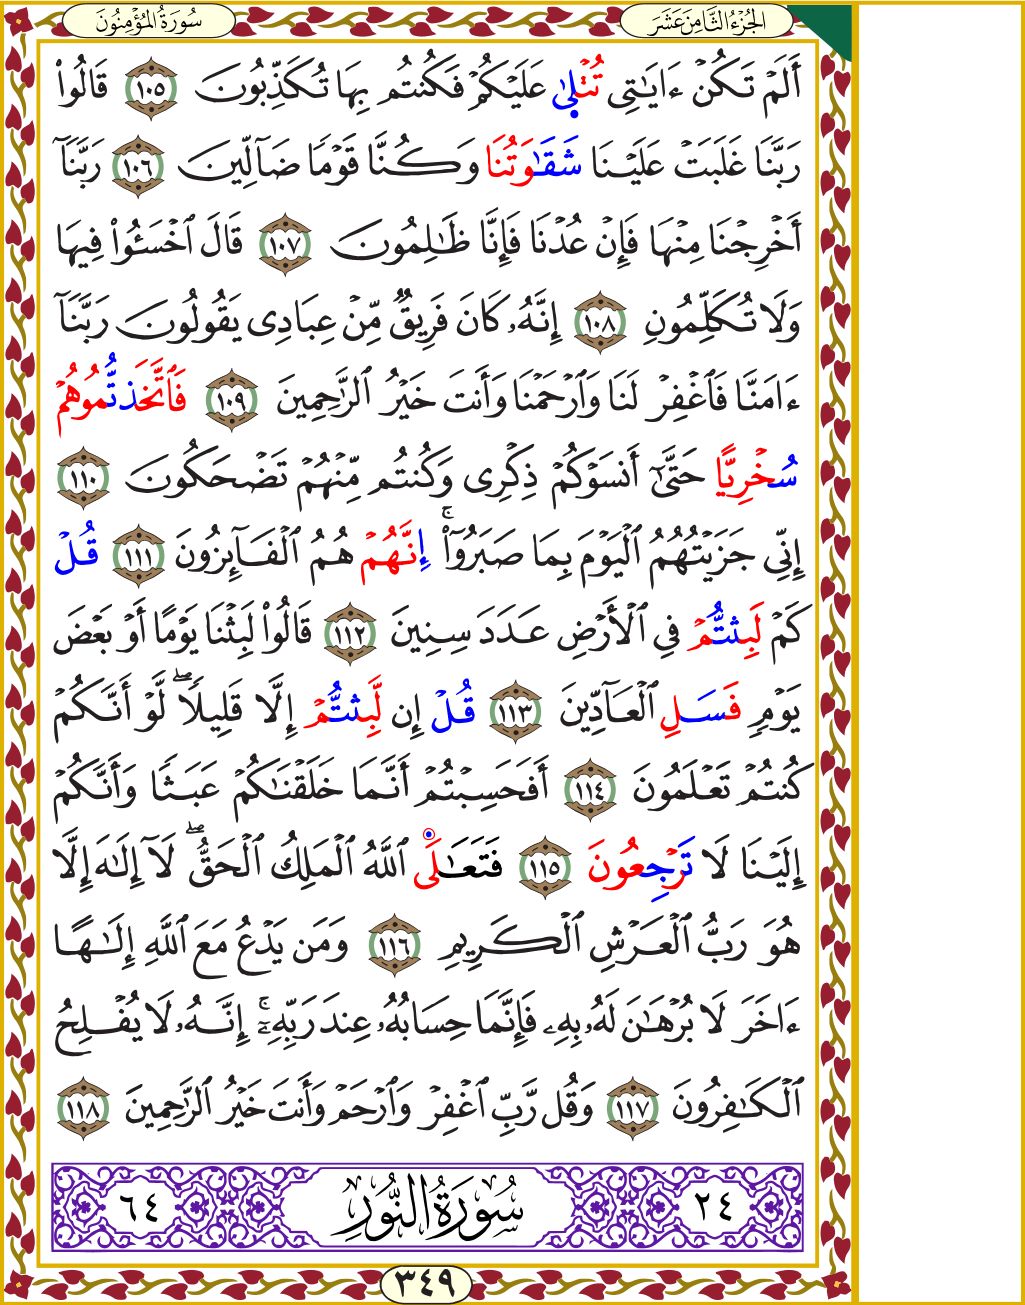 الجُزْءُ الثَّامِنَ عَشَرَ
سُورَةُ المُؤْمِنُونَ
أَلَمْ تَكُنْ ءَايَٰتِى تُتْلَىٰ عَلَيْكُمْ فَكُنتُم بِهَا تُكَذِّبُونَ ١٠٥ قَالُوا۟
رَبَّنَا غَلَبَتْ عَلَيْنَا شَقَٰوَتُنَا وَكُنَّا قَوْمًا ضَآلِّينَ ١٠٦ رَبَّنَآ
أَخْرِجْنَا مِنْهَا فَإِنْ عُدْنَا فَإِنَّا ظَٰلِمُونَ ١٠٧ قَالَ ٱخْسَـُٔوا۟ فِيهَا
وَلَا تُكَلِّمُونِ ١٠٨ إِنَّهُۥ كَانَ فَرِيقٌ مِّنْ عِبَادِى يَقُولُونَ رَبَّنَآ
ءَامَنَّا فَٱغْفِرْ لَنَا وَٱرْحَمْنَا وَأَنتَ خَيْرُ ٱلرَّٰحِمِينَ ١٠٩ فَٱتَّخَذتُّمُوهُمْ
سُخْرِيًّا حَتَّىٰٓ أَنسَوْكُمْ ذِكْرِى وَكُنتُم مِّنْهُمْ تَضْحَكُونَ ١١٠
إِنِّى جَزَيْتُهُمُ ٱلْيَوْمَ بِمَا صَبَرُوٓا۟ ۚ إِنَّهُمْ هُمُ ٱلْفَآئِزُونَ ١١١ قُلْ
كَمْ لَبِثتُّمْ فِى ٱلْأَرْضِ عَدَدَ سِنِينَ ١١٢ قَالُوا۟ لَبِثْنَا يَوْمًا أَوْ بَعْضَ
يَوْمٍ فَسَلِ ٱلْعَآدِّينَ ١١٣ قُلْ إِن لَّبِثتُّمْ إِلَّا قَلِيلًا ۖ لَّوْ أَنَّكُمْ
كُنتُمْ تَعْلَمُونَ ١١٤ أَفَحَسِبْتُمْ أَنَّمَا خَلَقْنَٰكُمْ عَبَثًا وَأَنَّكُمْ
إِلَيْنَا لَا تَرْجِعُونَ ١١٥ فَتَعَٰلَى ٱللَّهُ ٱلْمَلِكُ ٱلْحَقُّ ۖ لَآ إِلَٰهَ إِلَّا
هُوَ رَبُّ ٱلْعَرْشِ ٱلْكَرِيمِ ١١٦ وَمَن يَدْعُ مَعَ ٱللَّهِ إِلَٰهًا
ءَاخَرَ لَا بُرْهَٰنَ لَهُۥ بِهِۦ فَإِنَّمَا حِسَابُهُۥ عِندَ رَبِّهِۦٓ ۚ إِنَّهُۥ لَا يُفْلِحُ
ٱلْكَٰفِرُونَ ١١٧ وَقُل رَّبِّ ٱغْفِرْ وَٱرْحَمْ وَأَنتَ خَيْرُ ٱلرَّٰحِمِينَ ١١٨
٢٤ سُورَةُ النُّورِ ٦٤
٣٤٩